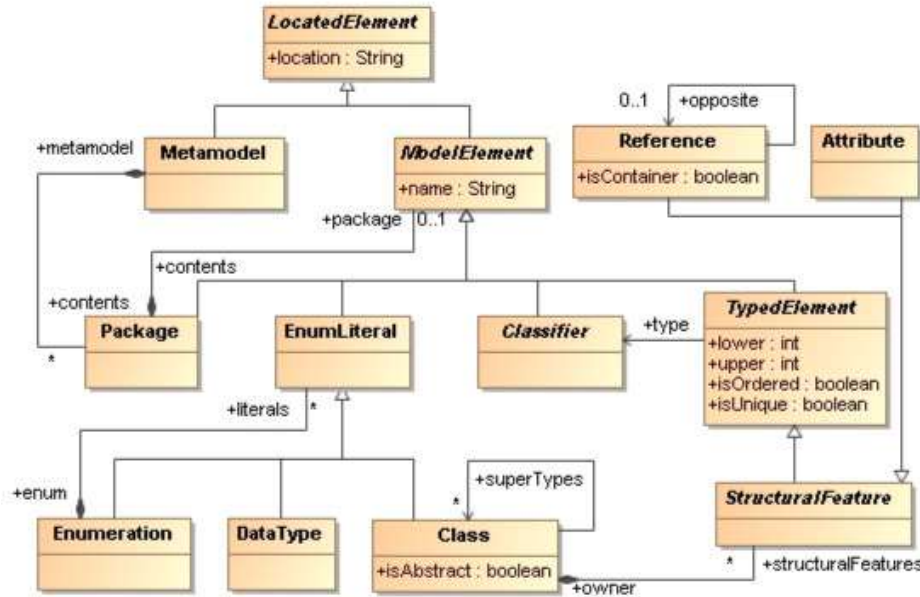 LocatedElement
+location : String
0..1
+opposite
+metamodel
Metamodel
ModelElement
+name : String
Reference
+isContainer : boolean
Attribute
+package
0..1
+contents
+contents
*
Package
EnumLiteral
Classifier
+type
TypedElement
+lower : int
+upper : int
+isOrdered : boolean
+isUnique : boolean
+literals
*
+superTypes
*
+enum
Enumeration
DataType
Class
+isAbstract : boolean
StructuralFeature
*
+structuralFeatures
+owner